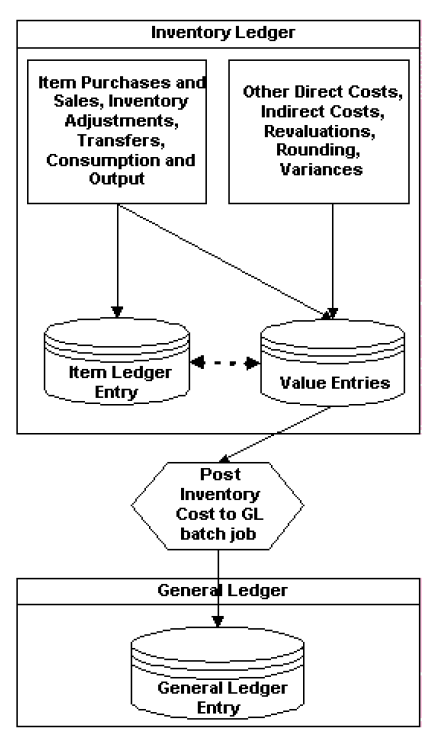 Inventory Ledger
Item Purchases and
Sales, Inventory
Adjustments,
Transfers,
Consumption and
Output
Other Direct Costs,
Indirect Costs,
Revaluations,
Rounding,
Variances
Item Ledger
Entry
Value Entries
Post
Inventory
Cost to GL
batch job
General Ledger
General Ledger
Entry